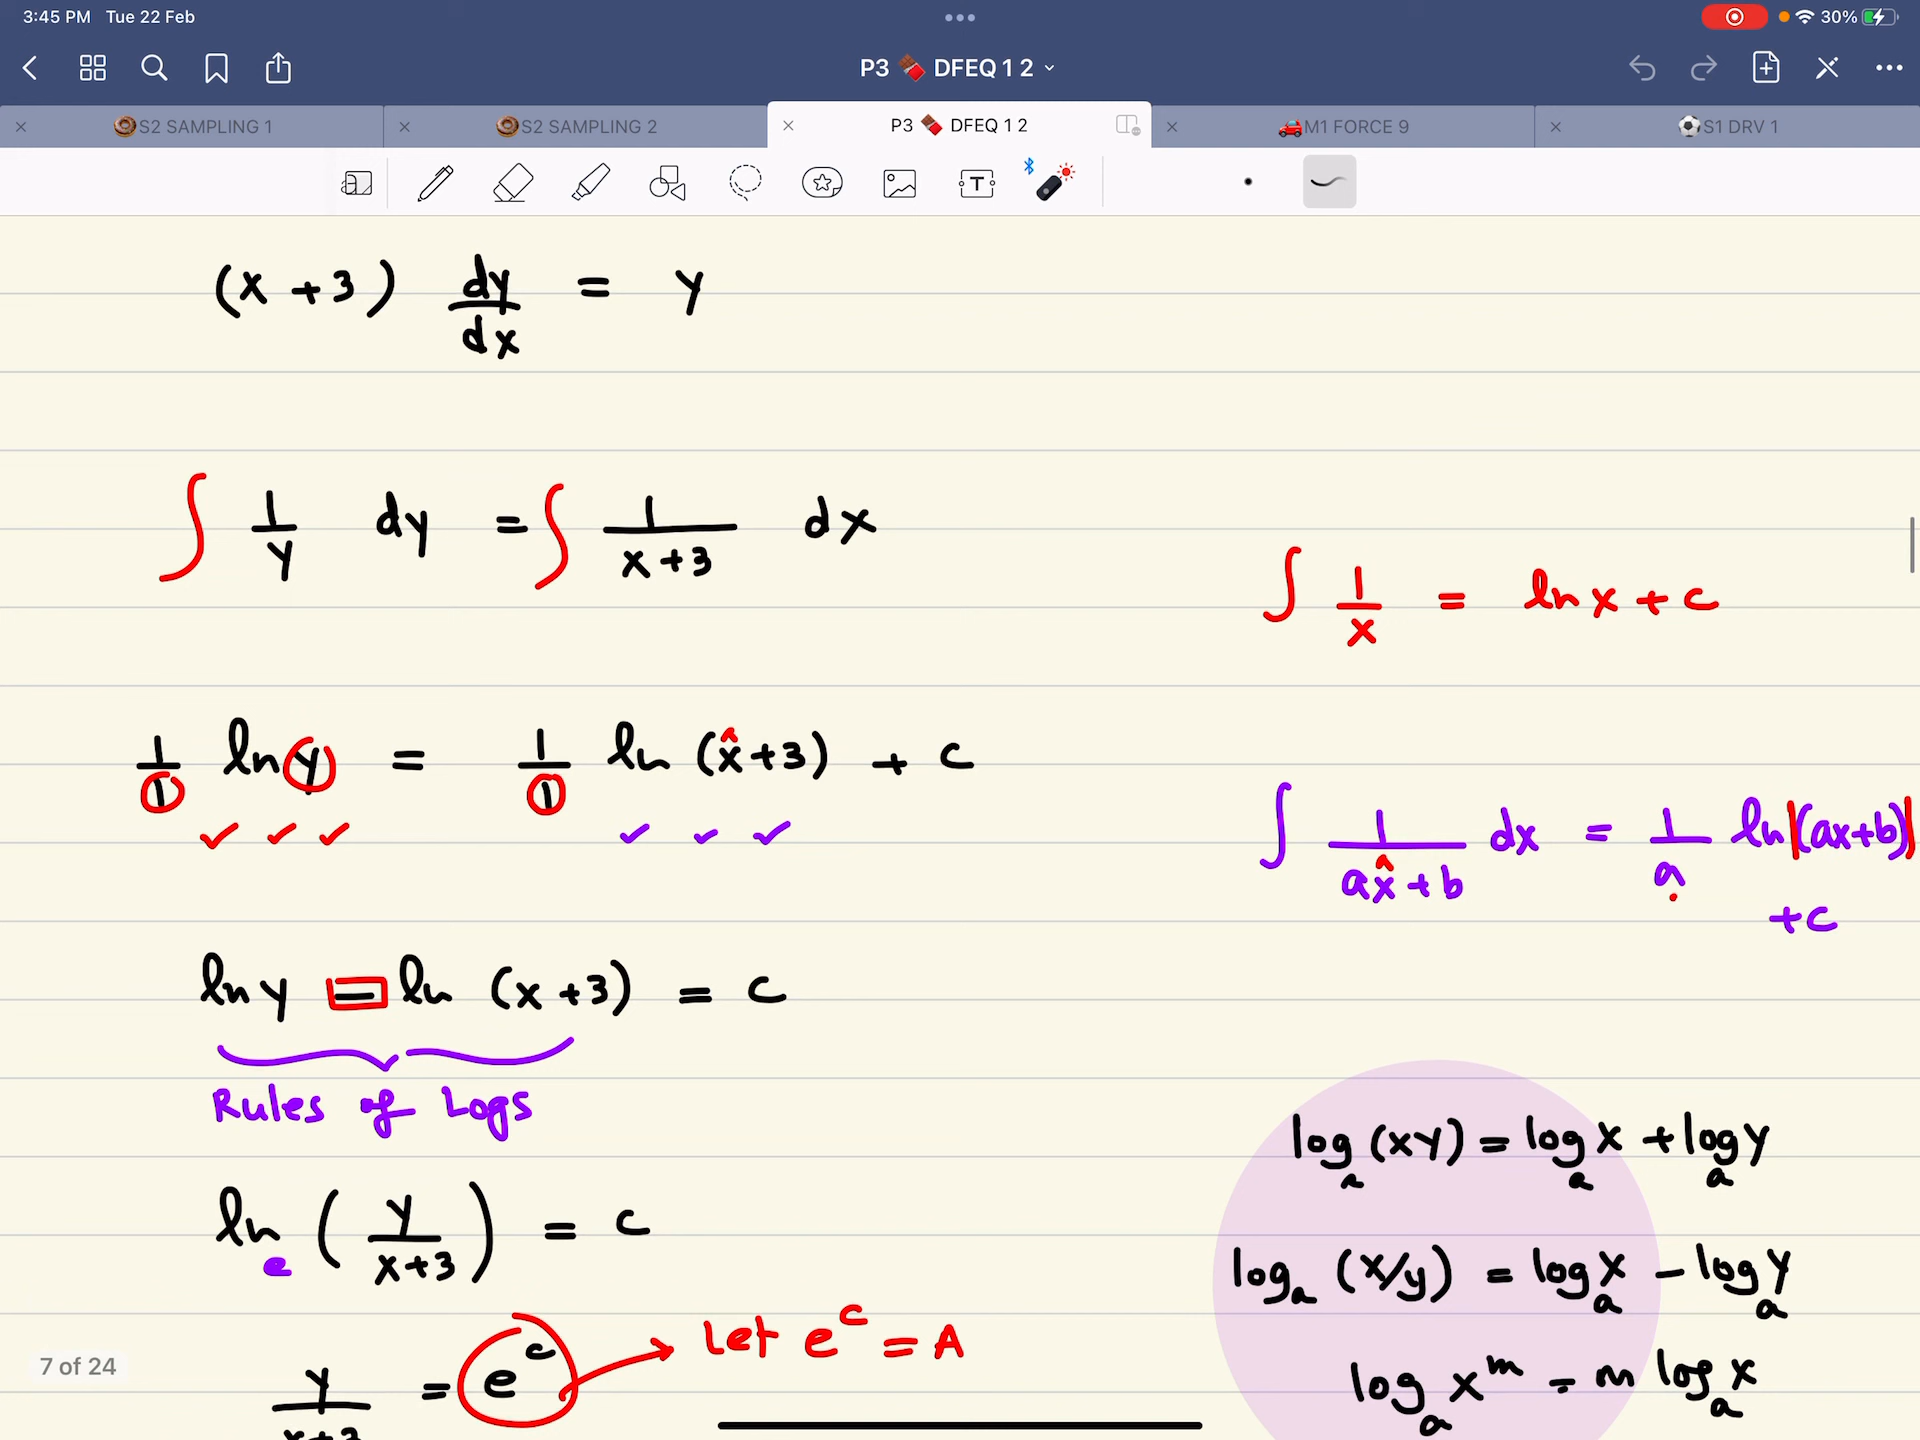 3:45 PM Tue 22 Feb
30%
P3 🍫 DFEQ 1 2
S2 SAMPLING 1
S2 SAMPLING 2
P3 🍫 DFEQ 1 2
M1 FORCE 9
S1 DRV 1
(x + 3) dy/dx = y
∫ 1/y dy = ∫ 1/(x+3) dx
∫ 1/x = ln x + c
1/1 ln(y) = 1/1 ln (x+3) + c
∫ 1/(ax+b) dx = 1/a ln|(ax+b)|
+c
ln y = ln (x+3) = c
Rules of Logs
ln e (y/(x+3)) = c
y/(x+3) = e^c → Let e^c = A
log_a (xy) = log_a x + log_a y
log_a (x/y) = log_a x - log_a y
log_a x^m = m log_a x
7 of 24